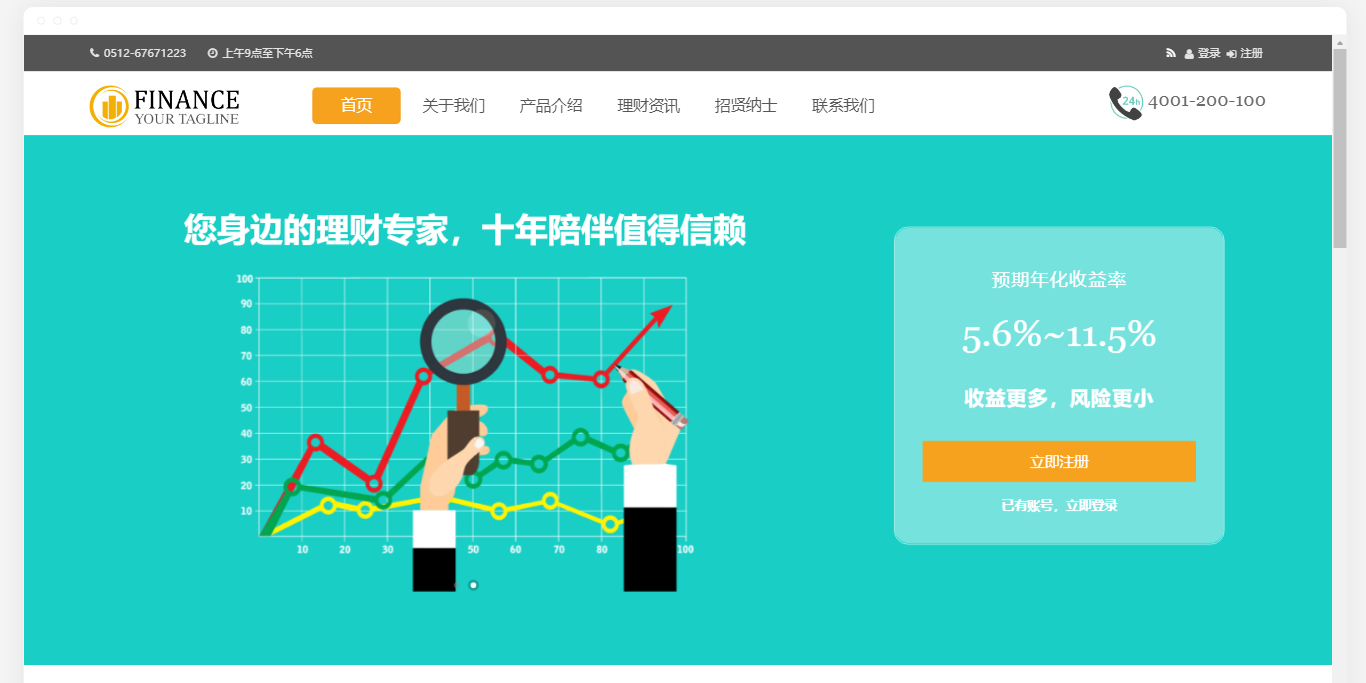 0512-67671223 上午9点至下午6点 登录 注册
FINANCE
YOUR TAGLINE
首页 关于我们 产品介绍 理财资讯 招贤纳士 联系我们
24h 4001-200-100
您身边的理财专家，十年陪伴值得信赖
100
90
80
70
60
50
40
30
20
10
10 20 30 50 60 70 80 100
预期年化收益率
5.6%~11.5%
收益更多，风险更小
立即注册
已有账号，立即登录